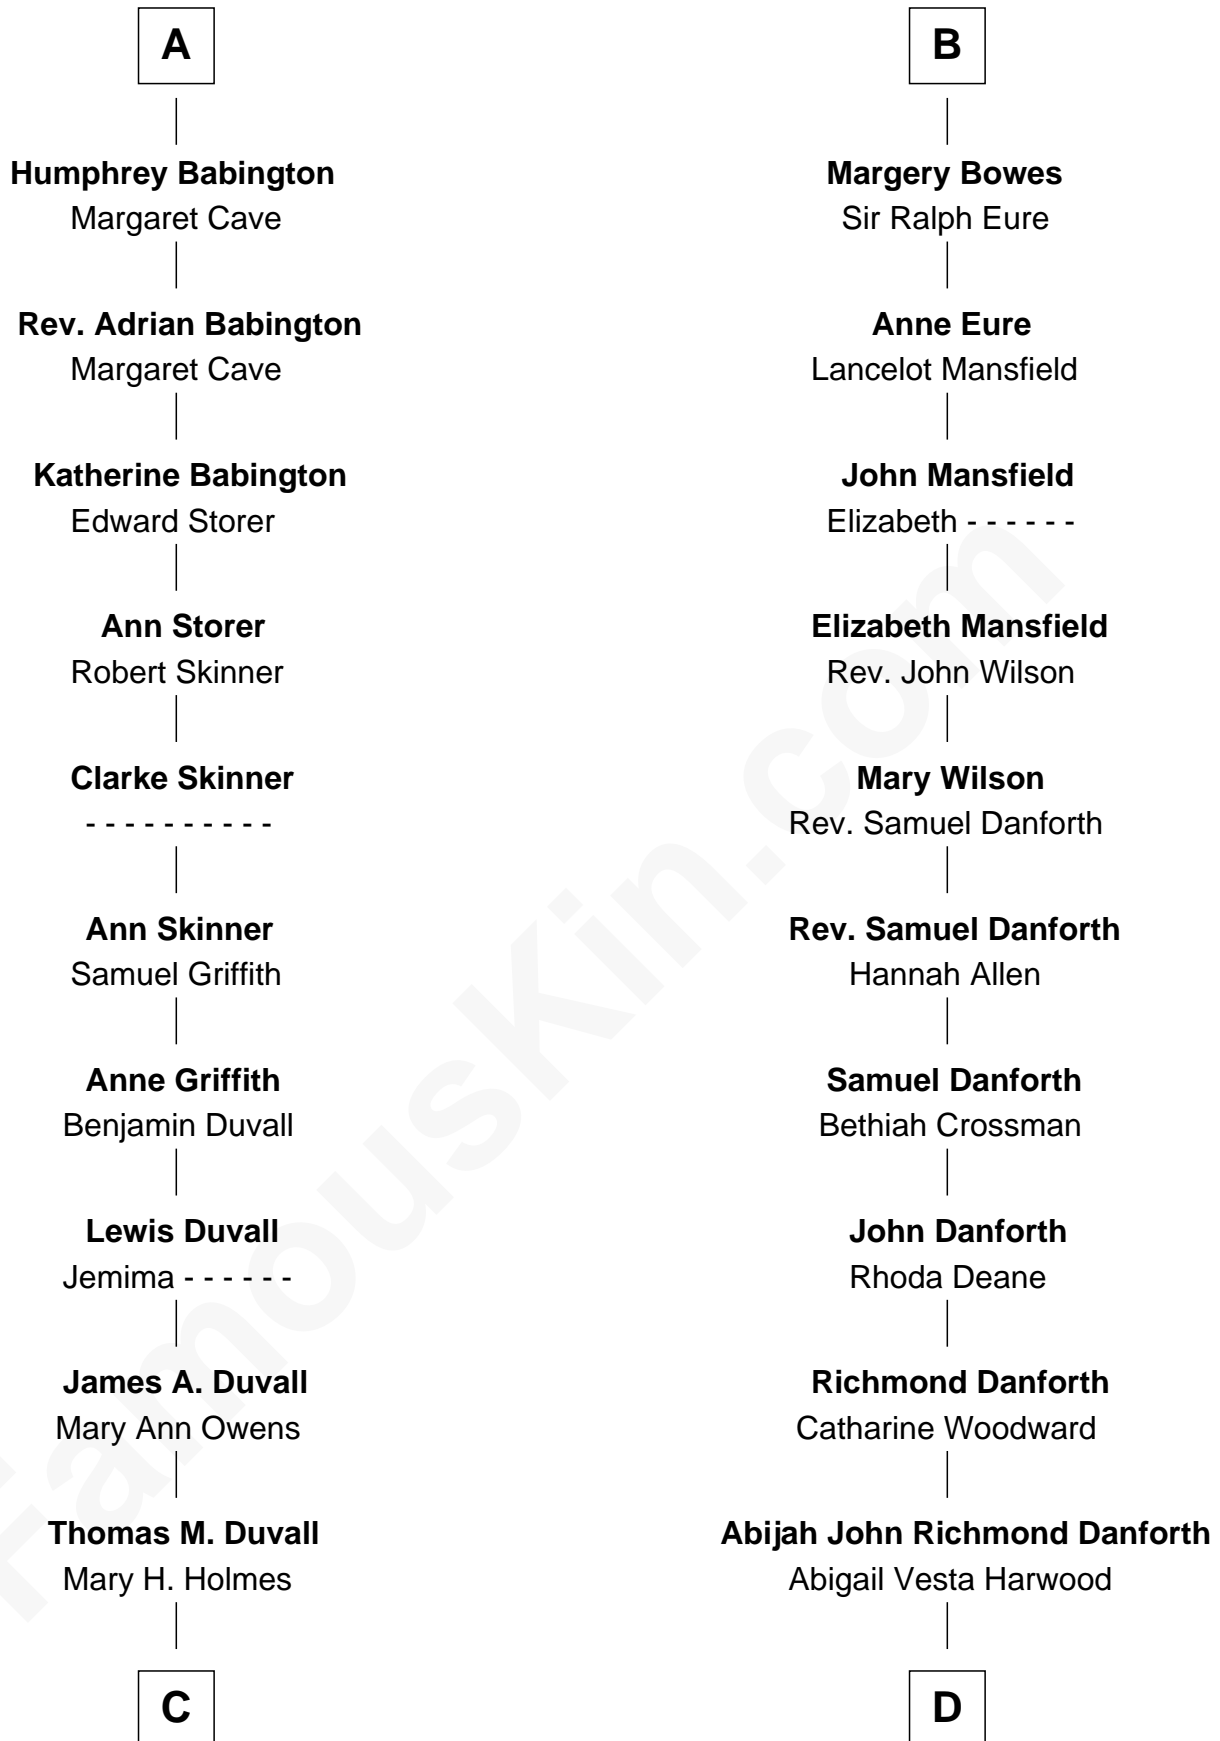 A
Humphrey Babington
Margaret Cave
Rev. Adrian Babington
Margaret Cave
Katherine Babington
Edward Storer
Ann Storer
Robert Skinner
Clarke Skinner
- - - - - - - - - -
Ann Skinner
Samuel Griffith
Anne Griffith
Benjamin Duvall
Lewis Duvall
Jemima - - - - - -
James A. Duvall
Mary Ann Owens
Thomas M. Duvall
Mary H. Holmes
C
B
Margery Bowes
Sir Ralph Eure
Anne Eure
Lancelot Mansfield
John Mansfield
Elizabeth - - - - - -
Elizabeth Mansfield
Rev. John Wilson
Mary Wilson
Rev. Samuel Danforth
Rev. Samuel Danforth
Hannah Allen
Samuel Danforth
Bethiah Crossman
John Danforth
Rhoda Deane
Richmond Danforth
Catharine Woodward
Abijah John Richmond Danforth
Abigail Vesta Harwood
D
FamousKin.com